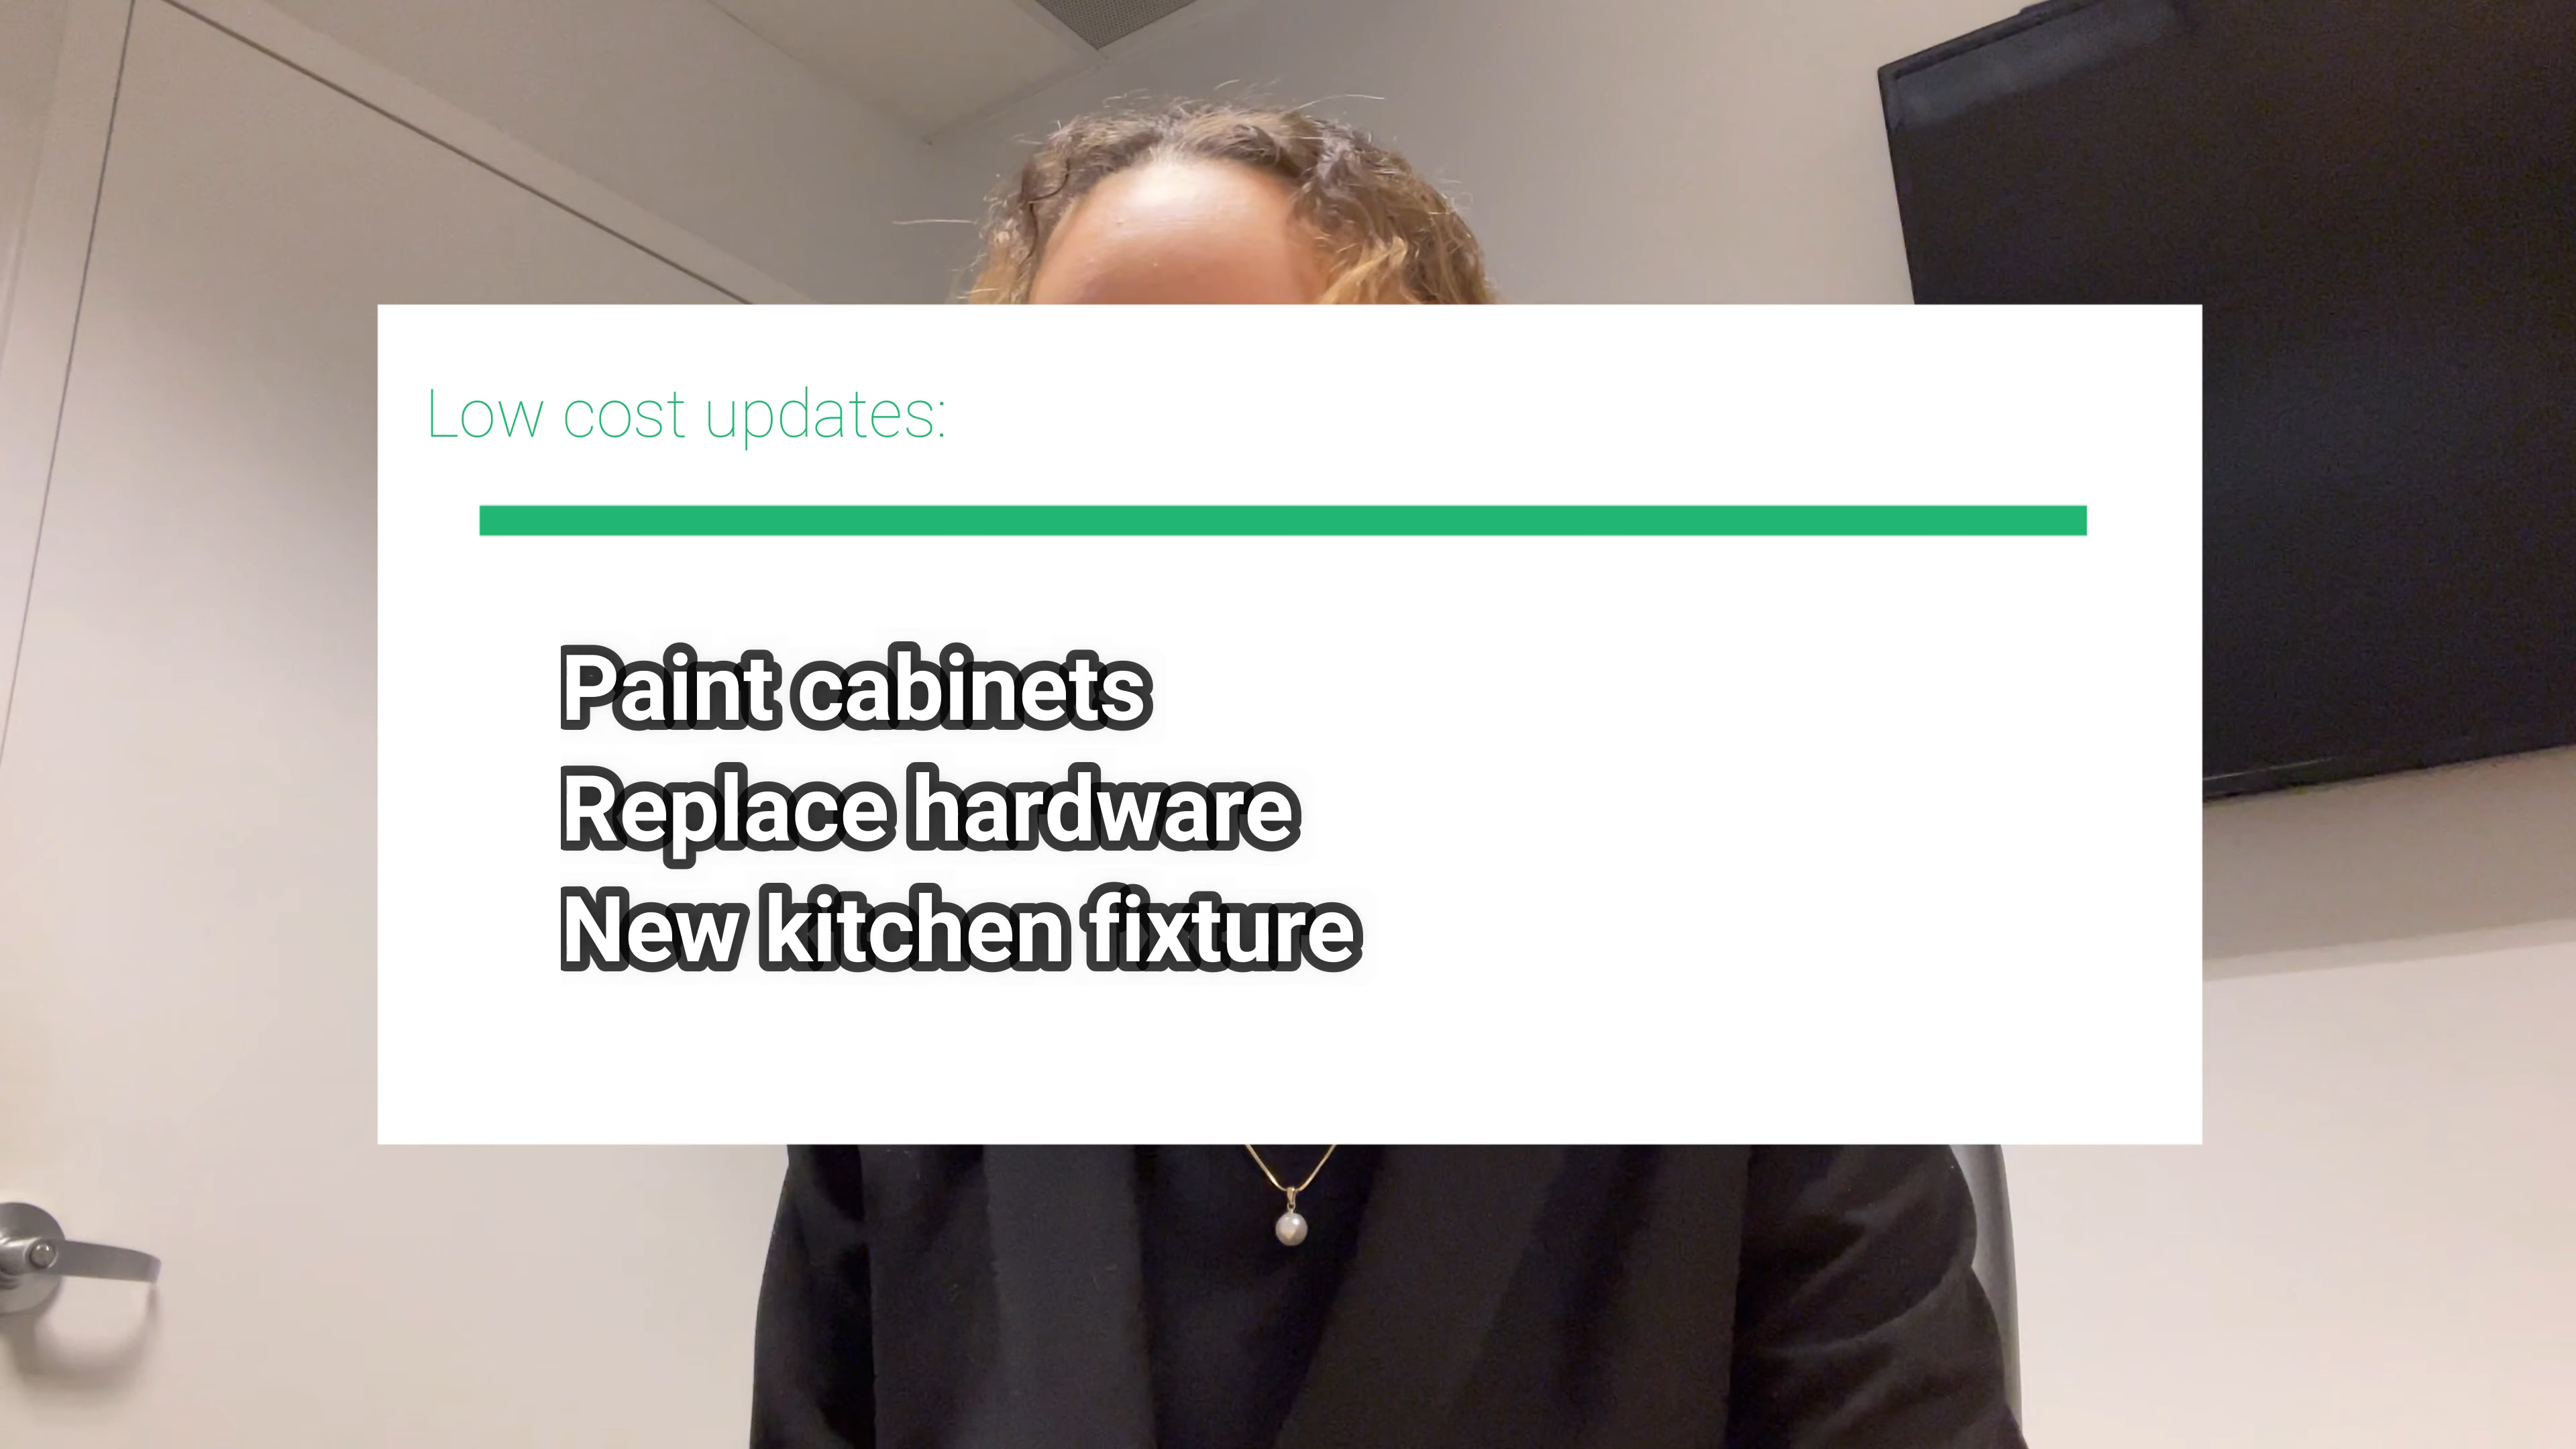 Low cost updates:
Paint cabinets
Replace hardware
New kitchen fixture